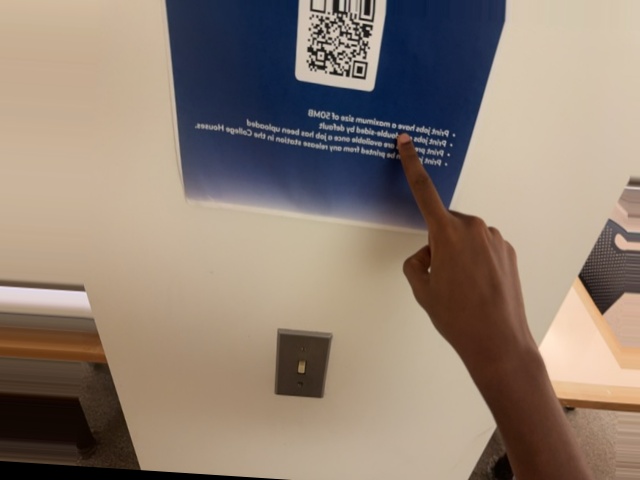 • Print jobs have a maximum size of 50MB
• Print jobs double-sided by default
• Print available once a job has been uploaded
• Print be printed from any release station in the College Houses.